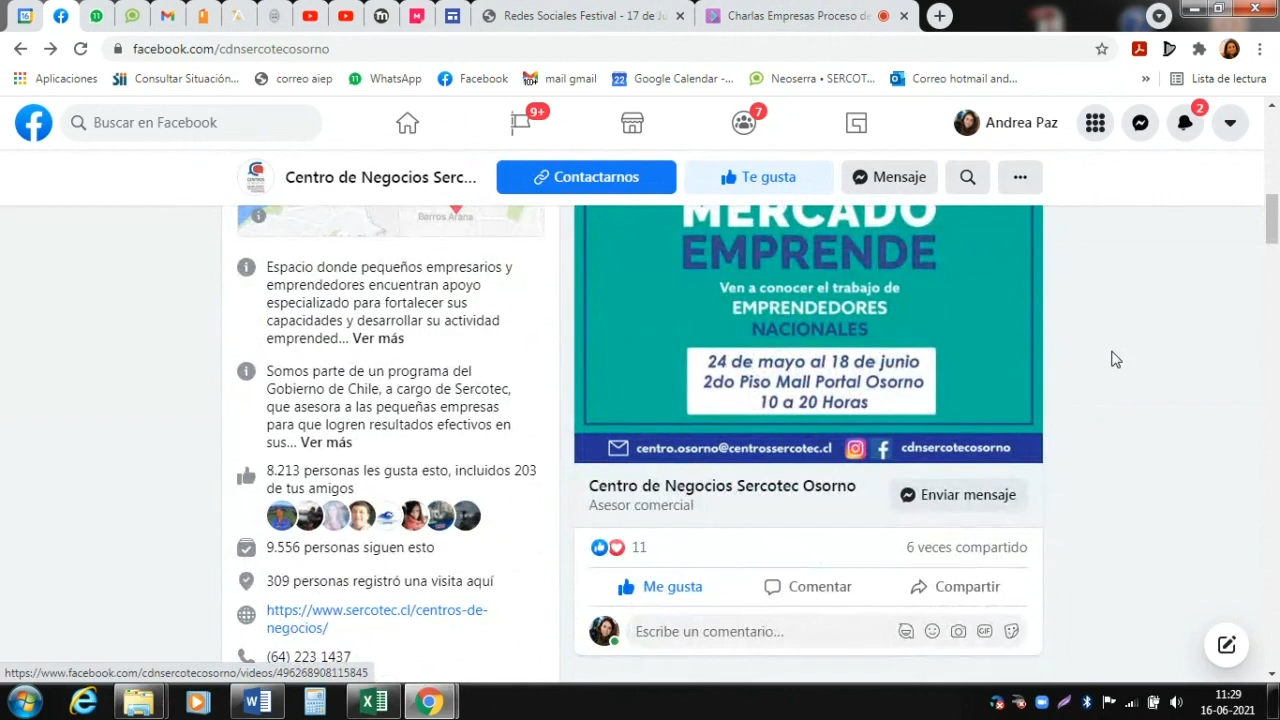 16
Redes Sociales Festival - 17 de Ju
Charlas Empresas Proceso de
facebook.com/cdnsercotecosorno
Aplicaciones
Sii
Consultar Situación...
correo aiep
11
WhatsApp
Facebook
100+
mail gmail
22
Google Calendar -...
Neoserra • SERCOT...
Correo hotmail and...
»
Lista de lectura
Buscar en Facebook
9+
7
Andrea Paz
2
Centro de Negocios Serc...
Contactarnos
Te gusta
Mensaje
Barros Arana
Espacio donde pequeños empresarios y
emprendedores encuentran apoyo
especializado para fortalecer sus
capacidades y desarrollar su actividad
emprended... Ver más
Somos parte de un programa del
Gobierno de Chile, a cargo de Sercotec,
que asesora a las pequeñas empresas
para que logren resultados efectivos en
sus... Ver más
8.213 personas les gusta esto, incluidos 203
de tus amigos
9.556 personas siguen esto
309 personas registró una visita aquí
https://www.sercotec.cl/centros-de-
negocios/
(64) 223 1437
https://www.facebook.com/cdnsercotecosorno/videos/496268908115845
MERCADO
EMPRENDE
Ven a conocer el trabajo de
EMPRENDEDORES
NACIONALES
24 de mayo al 18 de junio
2do Piso Mall Portal Osorno
10 a 20 Horas
centro.osorno@centrossercotec.cl
cdnsercotecosorno
Centro de Negocios Sercotec Osorno
Asesor comercial
Enviar mensaje
11
6 veces compartido
Me gusta
Comentar
Compartir
Escribe un comentario...
GIF
11:29
16-06-2021